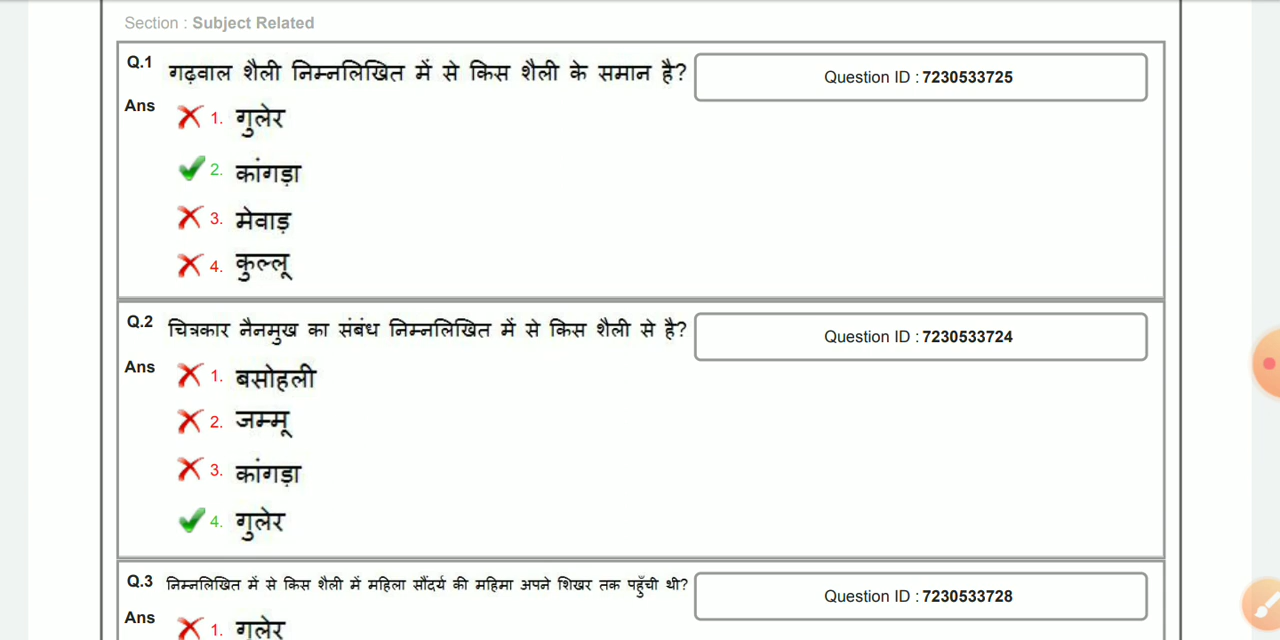 Section : Subject Related
Q.1 गढ़वाल शैली निम्नलिखित में से किस शैली के समान है?
Question ID : 7230533725
Ans
1. गुलेर
2. कांगड़ा
3. मेवाड़
4. कुल्लू
Q.2 चित्रकार नैनमुख का संबंध निम्नलिखित में से किस शैली से है?
Question ID : 7230533724
Ans
1. बसोहली
2. जम्मू
3. कांगड़ा
4. गुलेर
Q.3 निम्नलिखित में से किस शैली में महिला सौंदर्य की महिमा अपने शिखर तक पहुँची थी?
Question ID : 7230533728
Ans
1. गुलेर